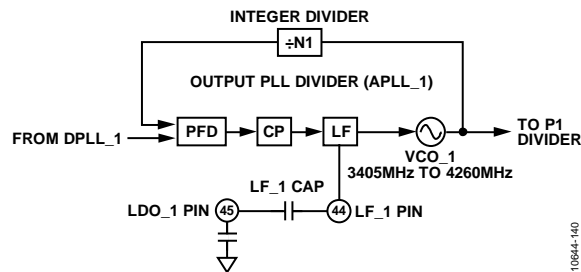 INTEGER DIVIDER
÷N1
OUTPUT PLL DIVIDER (APLL_1)
FROM DPLL_1
PFD
CP
LF
TO P1
DIVIDER
VCO_1
3405MHz TO 4260MHz
LF_1 CAP
LDO_1 PIN
45
44
LF_1 PIN
10644-140